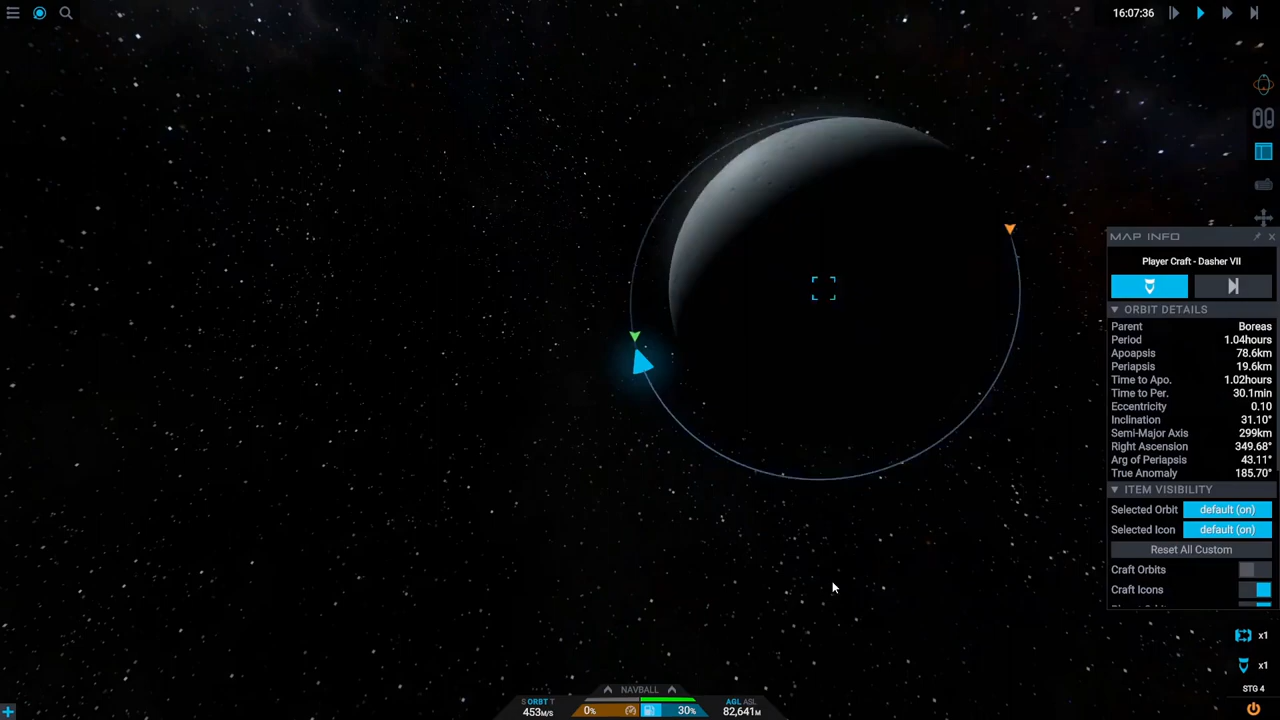 16:07:36
MAP INFO
Player Craft - Dasher VII
ORBIT DETAILS
Parent Boreas
Period 1.04hours
Apoapsis 78.6km
Periapsis 19.6km
Time to Apo. 1.02hours
Time to Per. 30.1min
Eccentricity 0.10
Inclination 31.10°
Semi-Major Axis 299km
Right Ascension 349.68°
Arg of Periapsis 43.11°
True Anomaly 185.70°
ITEM VISIBILITY
Selected Orbit default (on)
Selected Icon default (on)
Reset All Custom
Craft Orbits
Craft Icons
x1
x1
STG 4
NAVBALL
S ORBT T
453M/S
0%
30%
AGL ASL
82,641M